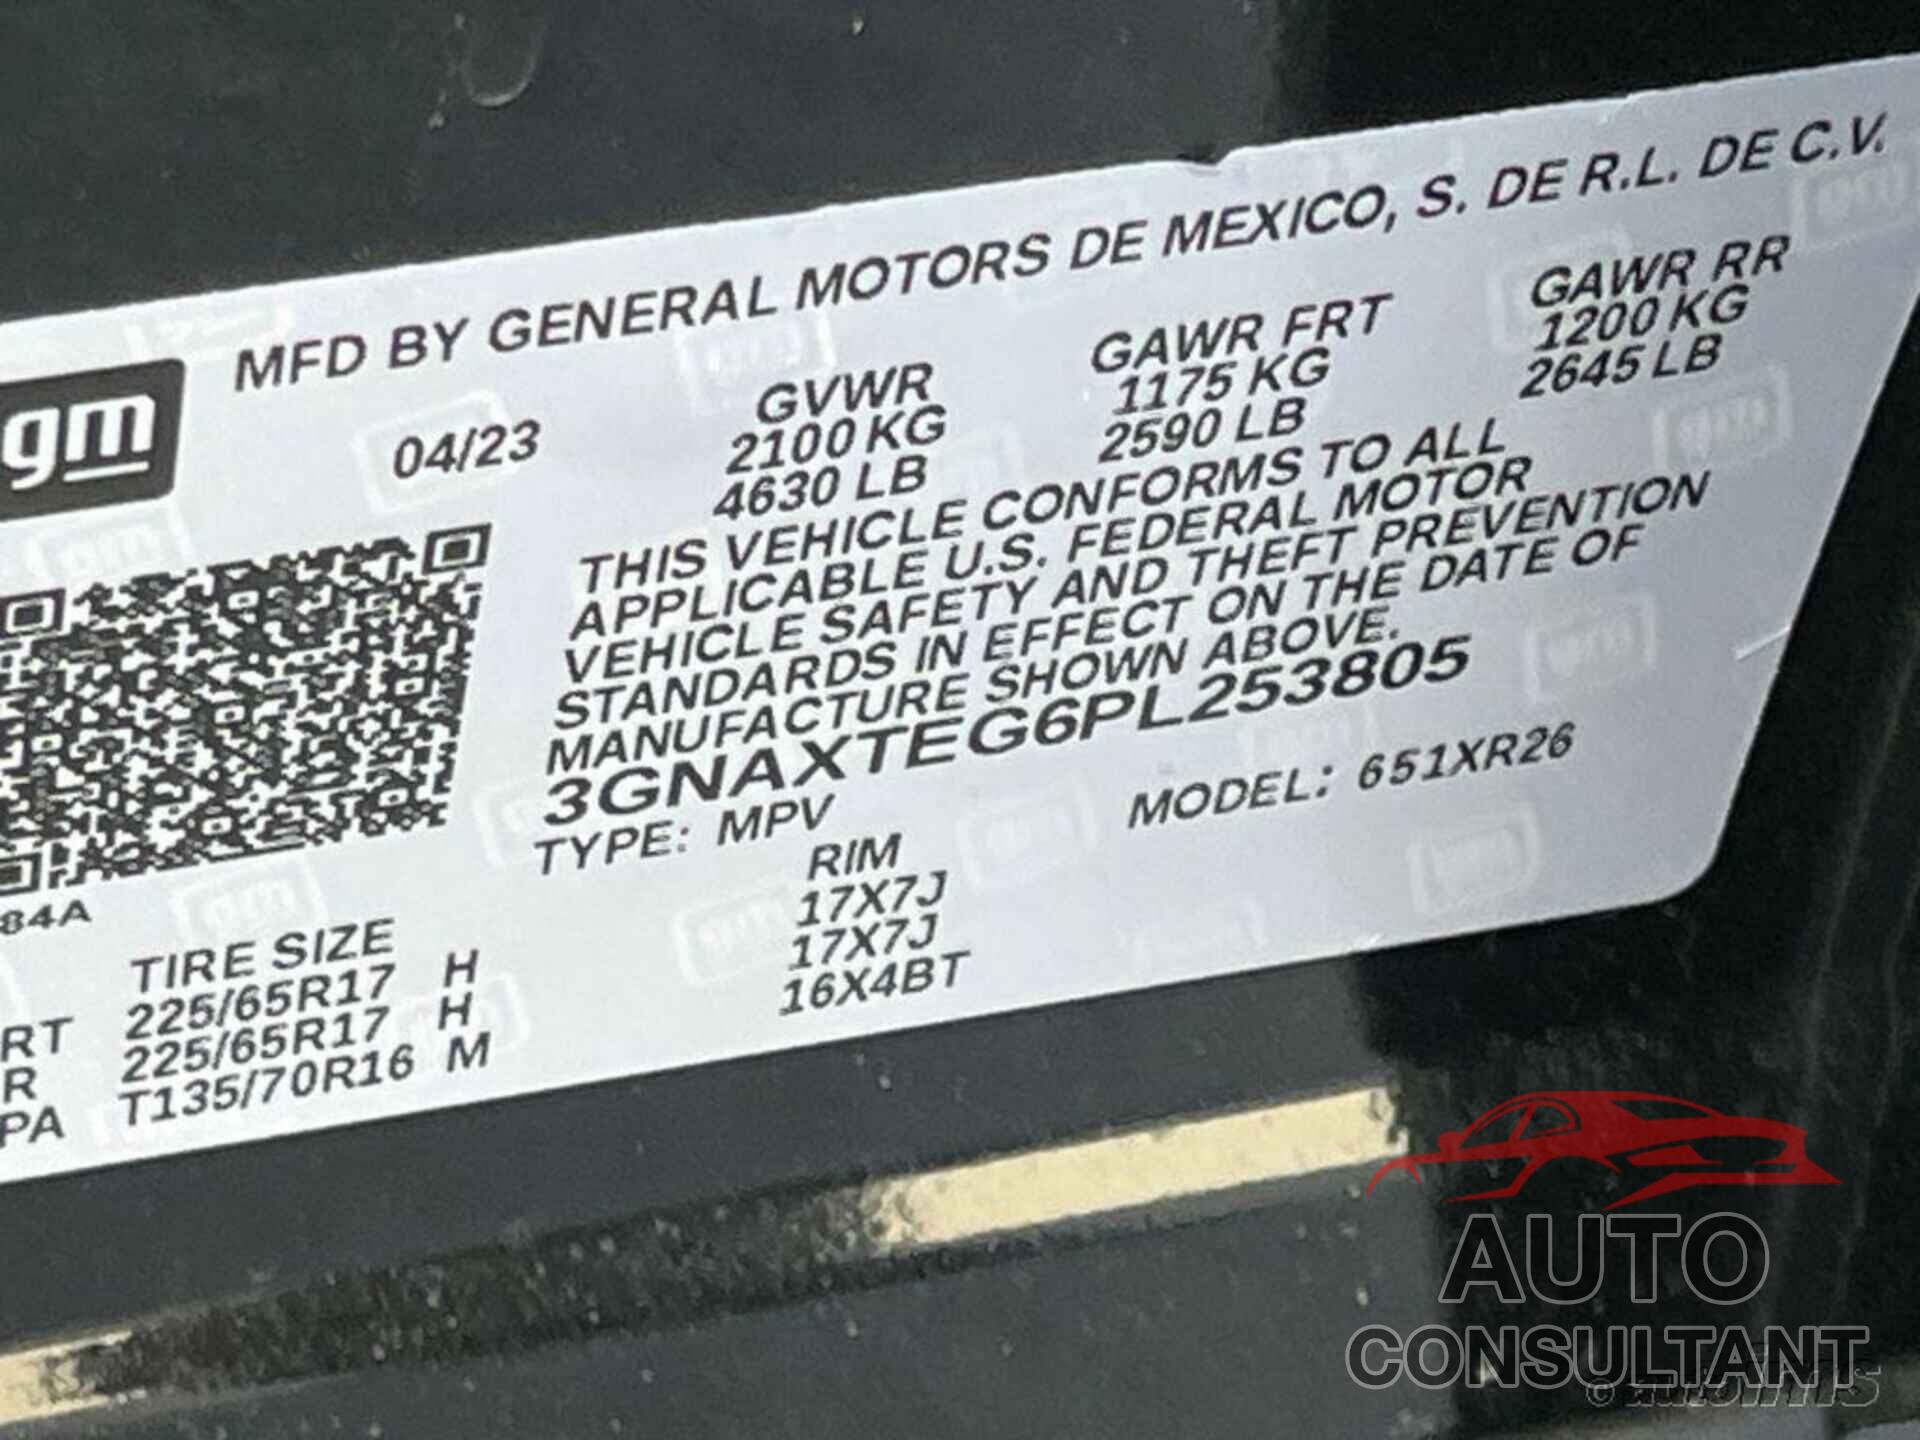 MFD BY GENERAL MOTORS DE MEXICO, S. DE R.L. DE C.V.
gm
04/23
GVWR GAWR FRT GAWR RR
2100 KG 1175 KG 1200 KG
4630 LB 2590 LB 2645 LB
THIS VEHICLE CONFORMS TO ALL
APPLICABLE U.S. FEDERAL MOTOR
VEHICLE SAFETY AND THEFT PREVENTION
STANDARDS IN EFFECT ON THE DATE OF
MANUFACTURE SHOWN ABOVE.
3GNAXTEG6PL253805
TYPE: MPV MODEL: 651XR26
84A
TIRE SIZE RIM
RT 225/65R17 H 17X7J
R 225/65R17 H 17X7J
PA T135/70R16 M 16X4BT
AUTO
CONSULTANT